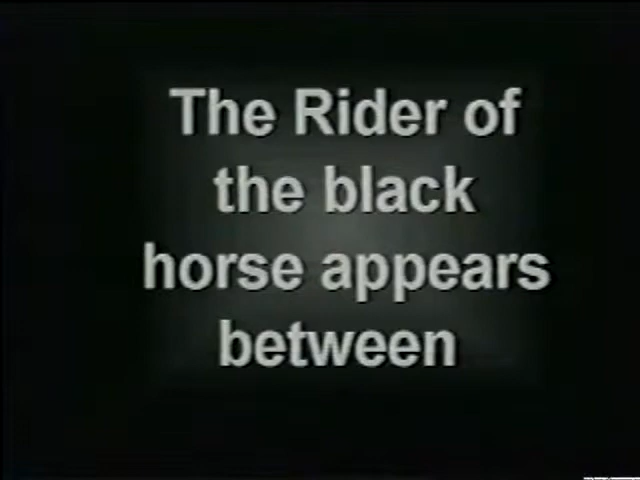 The Rider of
the black
horse appears
between